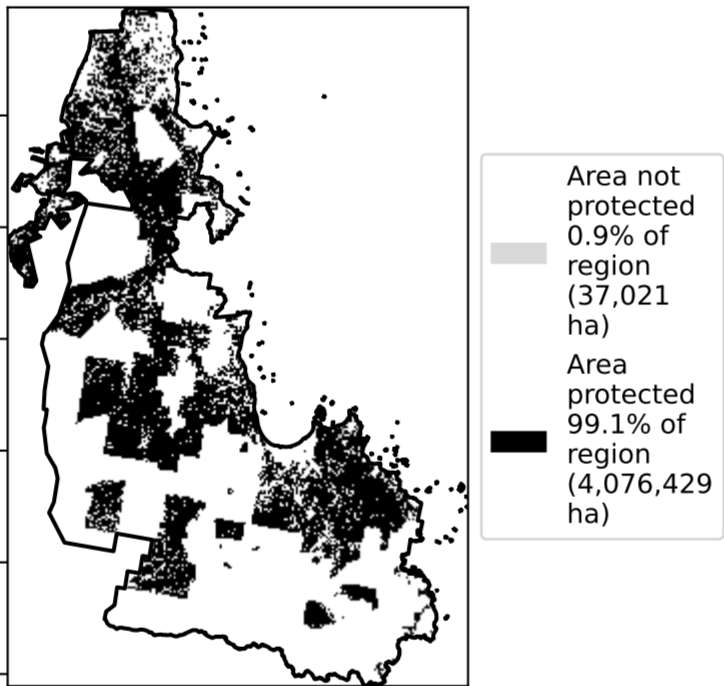 Area not
protected
0.9% of
region
(37,021
ha)
Area
protected
99.1% of
region
(4,076,429
ha)